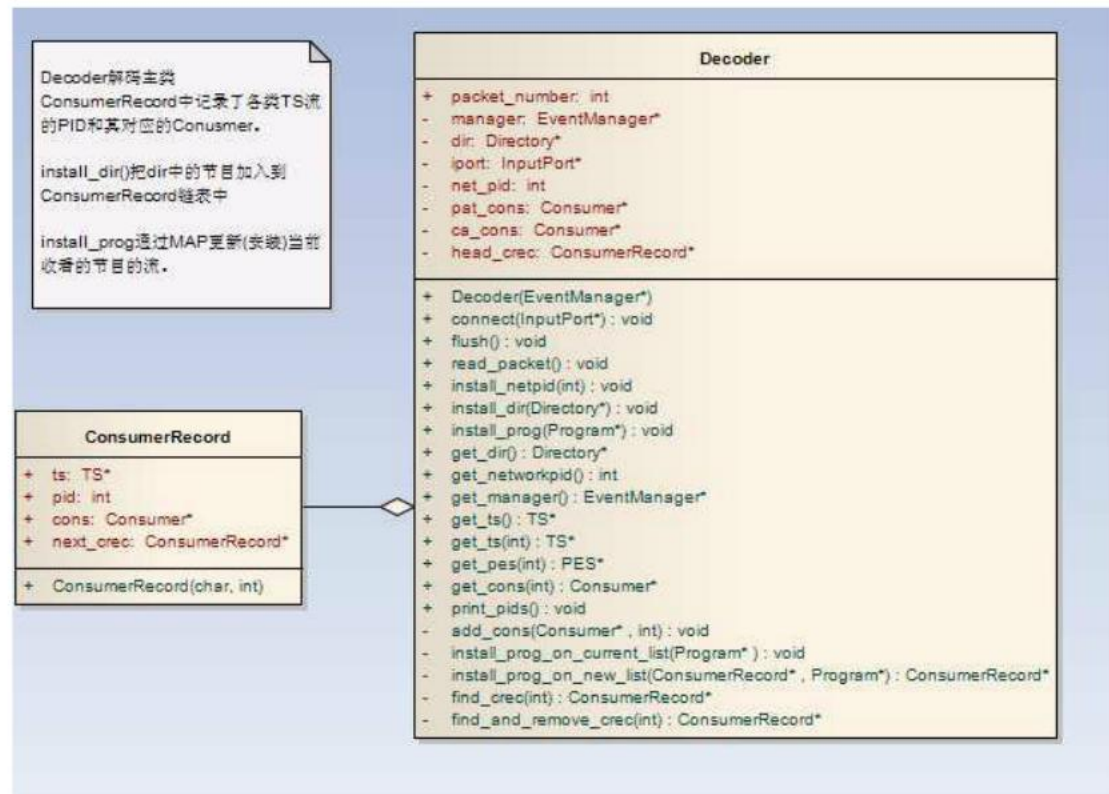 Decoder解码主类
ConsumerRecord中记录了各类TS流
的PID和其对应的Conusmer。
install_dir()把dir中的节目加入到
ConsumerRecord链表中
install_prog通过MAP更新(安装)当前
收看的节目的流。
Decoder
+ packet_number: int
- manager: EventManager*
- dir: Directory*
- iport: InputPort*
- net_pid: int
- pat_cons: Consumer*
- ca_cons: Consumer*
- head_crec: ConsumerRecord*
+ Decoder(EventManager*)
+ connect(InputPort*) : void
+ flush() : void
+ read_packet() : void
+ install_netpid(int) : void
+ install_dir(Directory*) : void
+ install_prog(Program*) : void
+ get_dir() : Directory*
+ get_networkpid() : int
+ get_manager() : EventManager*
+ get_ts() : TS*
+ get_ts(int) : TS*
+ get_pes(int) : PES*
+ get_cons(int) : Consumer*
+ print_pids() : void
- add_cons(Consumer* , int) : void
- install_prog_on_current_list(Program* ) : void
- install_prog_on_new_list(ConsumerRecord* , Program*) : ConsumerRecord*
- find_crec(int) : ConsumerRecord*
- find_and_remove_crec(int) : ConsumerRecord*
ConsumerRecord
+ ts: TS*
+ pid: int
+ cons: Consumer*
+ next_crec: ConsumerRecord*
+ ConsumerRecord(char, int)